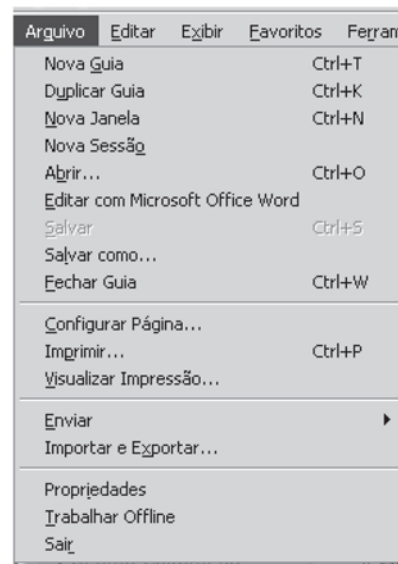 Arquivo Editar Exibir Favoritos Ferram
Nova Guia Ctrl+T
Duplicar Guia Ctrl+K
Nova Janela Ctrl+N
Nova Sessão
Abrir... Ctrl+O
Editar com Microsoft Office Word
Salvar Ctrl+S
Salvar como...
Fechar Guia Ctrl+W
Configurar Página...
Imprimir... Ctrl+P
Visualizar Impressão...
Enviar
Importar e Exportar...
Propriedades
Trabalhar Offline
Sair